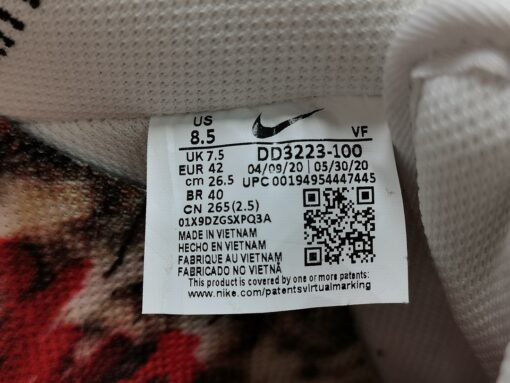 US
8.5
VF
UK 7.5
DD3223-100
EUR 42
04/09/20 05/30/20
cm 26.5
UPC 00194954447445
BR 40
CN 265(2.5)
01X9DZGSXPQ3A
MADE IN VIETNAM
HECHO EN VIETNAM
FABRIQUE AU VIETNAM
FABRICADO NO VIETNÃ
This product is covered by one or more patents:
www.nike.com/patentsvirtualmarking